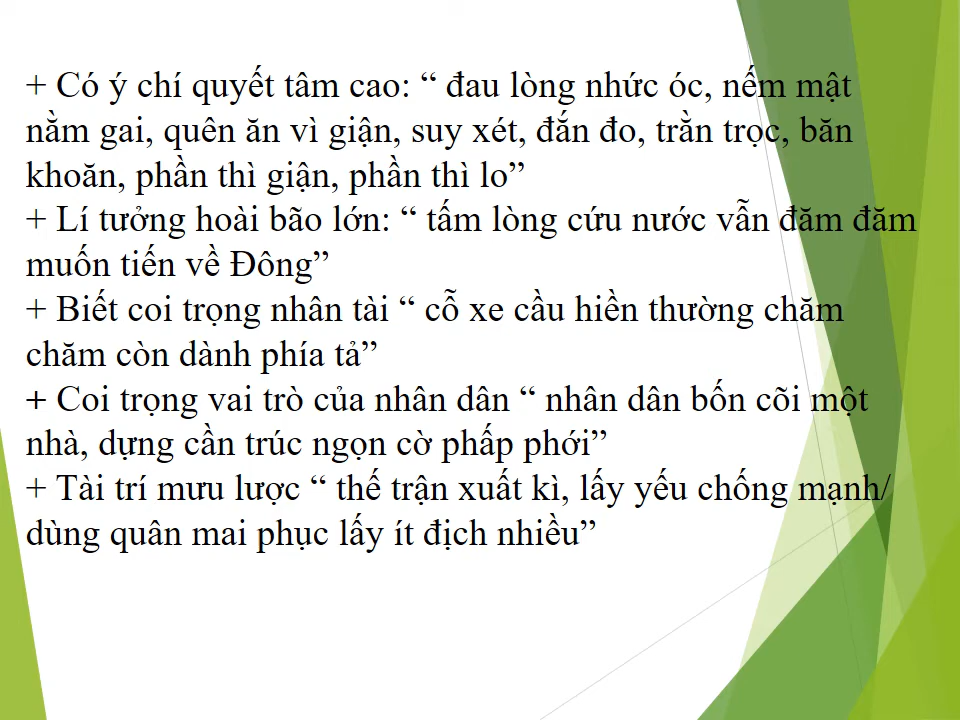 + Có ý chí quyết tâm cao: “ đau lòng nhức óc, nếm mật
nằm gai, quên ăn vì giận, suy xét, đắn đo, trằn trọc, băn
khoăn, phần thì giận, phần thì lo”
+ Lí tưởng hoài bão lớn: “ tấm lòng cứu nước vẫn đăm đăm
muốn tiến về Đông”
+ Biết coi trọng nhân tài “ cỗ xe cầu hiền thường chăm
chăm còn dành phía tả”
+ Coi trọng vai trò của nhân dân “ nhân dân bốn cõi một
nhà, dựng cần trúc ngọn cờ phấp phới”
+ Tài trí mưu lược “ thế trận xuất kì, lấy yếu chống mạnh/
dùng quân mai phục lấy ít địch nhiều”